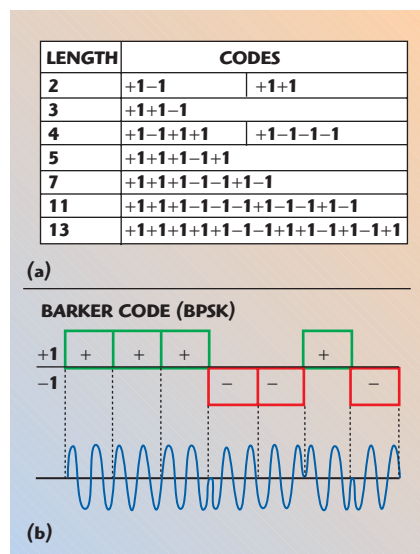 LENGTH CODES
2 +1−1 +1+1
3 +1+1−1
4 +1−1+1+1 +1−1−1−1
5 +1+1+1−1+1
7 +1+1+1−1−1+1−1
11 +1+1+1−1−1−1+1−1−1+1−1
13 +1+1+1+1+1−1−1+1+1−1+1−1+1
(a)
BARKER CODE (BPSK)
+1 + + + +
−1 − − −
(b)